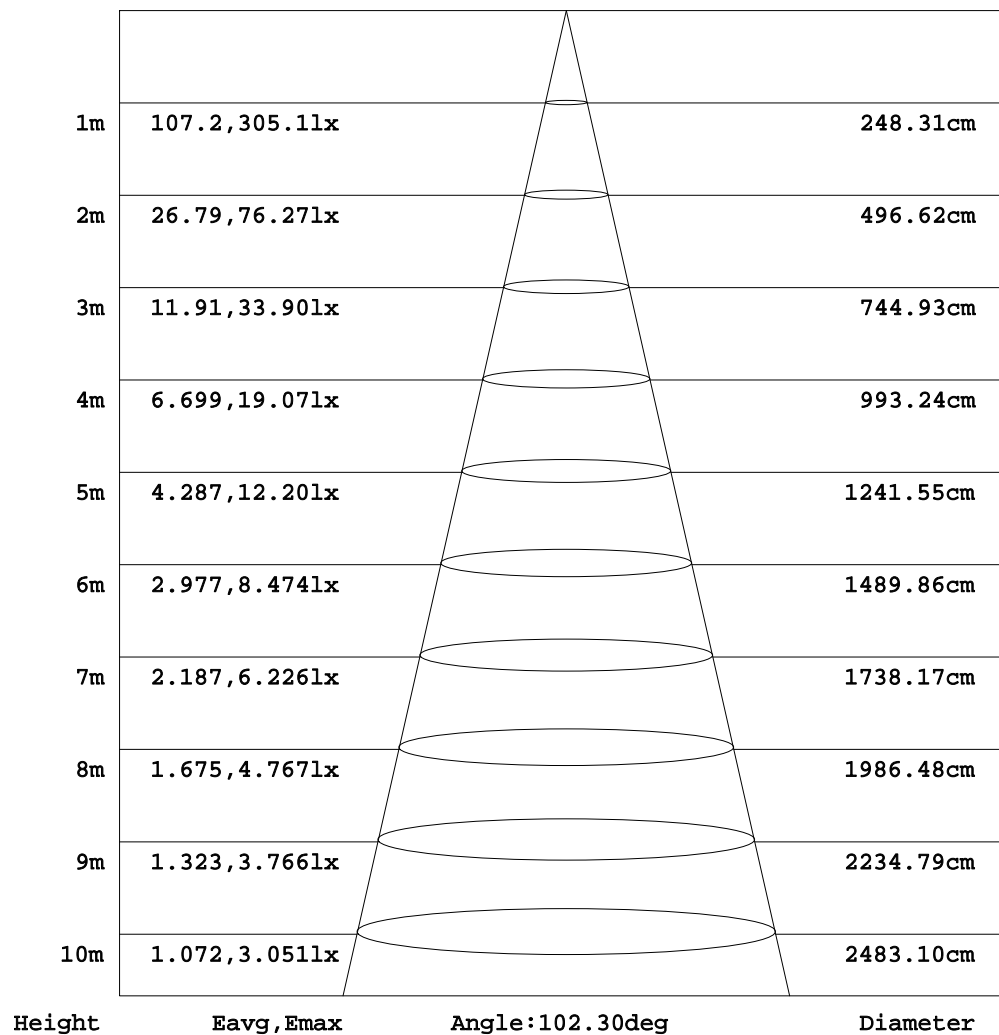 1m 107.2,305.1lx 248.31cm
2m 26.79,76.27lx 496.62cm
3m 11.91,33.90lx 744.93cm
4m 6.699,19.07lx 993.24cm
5m 4.287,12.20lx 1241.55cm
6m 2.977,8.474lx 1489.86cm
7m 2.187,6.226lx 1738.17cm
8m 1.675,4.767lx 1986.48cm
9m 1.323,3.766lx 2234.79cm
10m 1.072,3.051lx 2483.10cm
Height Eavg,Emax Angle:102.30deg Diameter